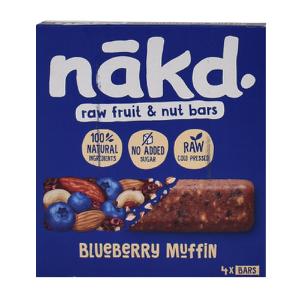 nākd.
raw fruit & nut bars
100%
NATURAL
INGREDIENTS
NO ADDED
SUGAR
RAW
COLD PRESSED
BLUEBERRY MUFFIN
4x BARS